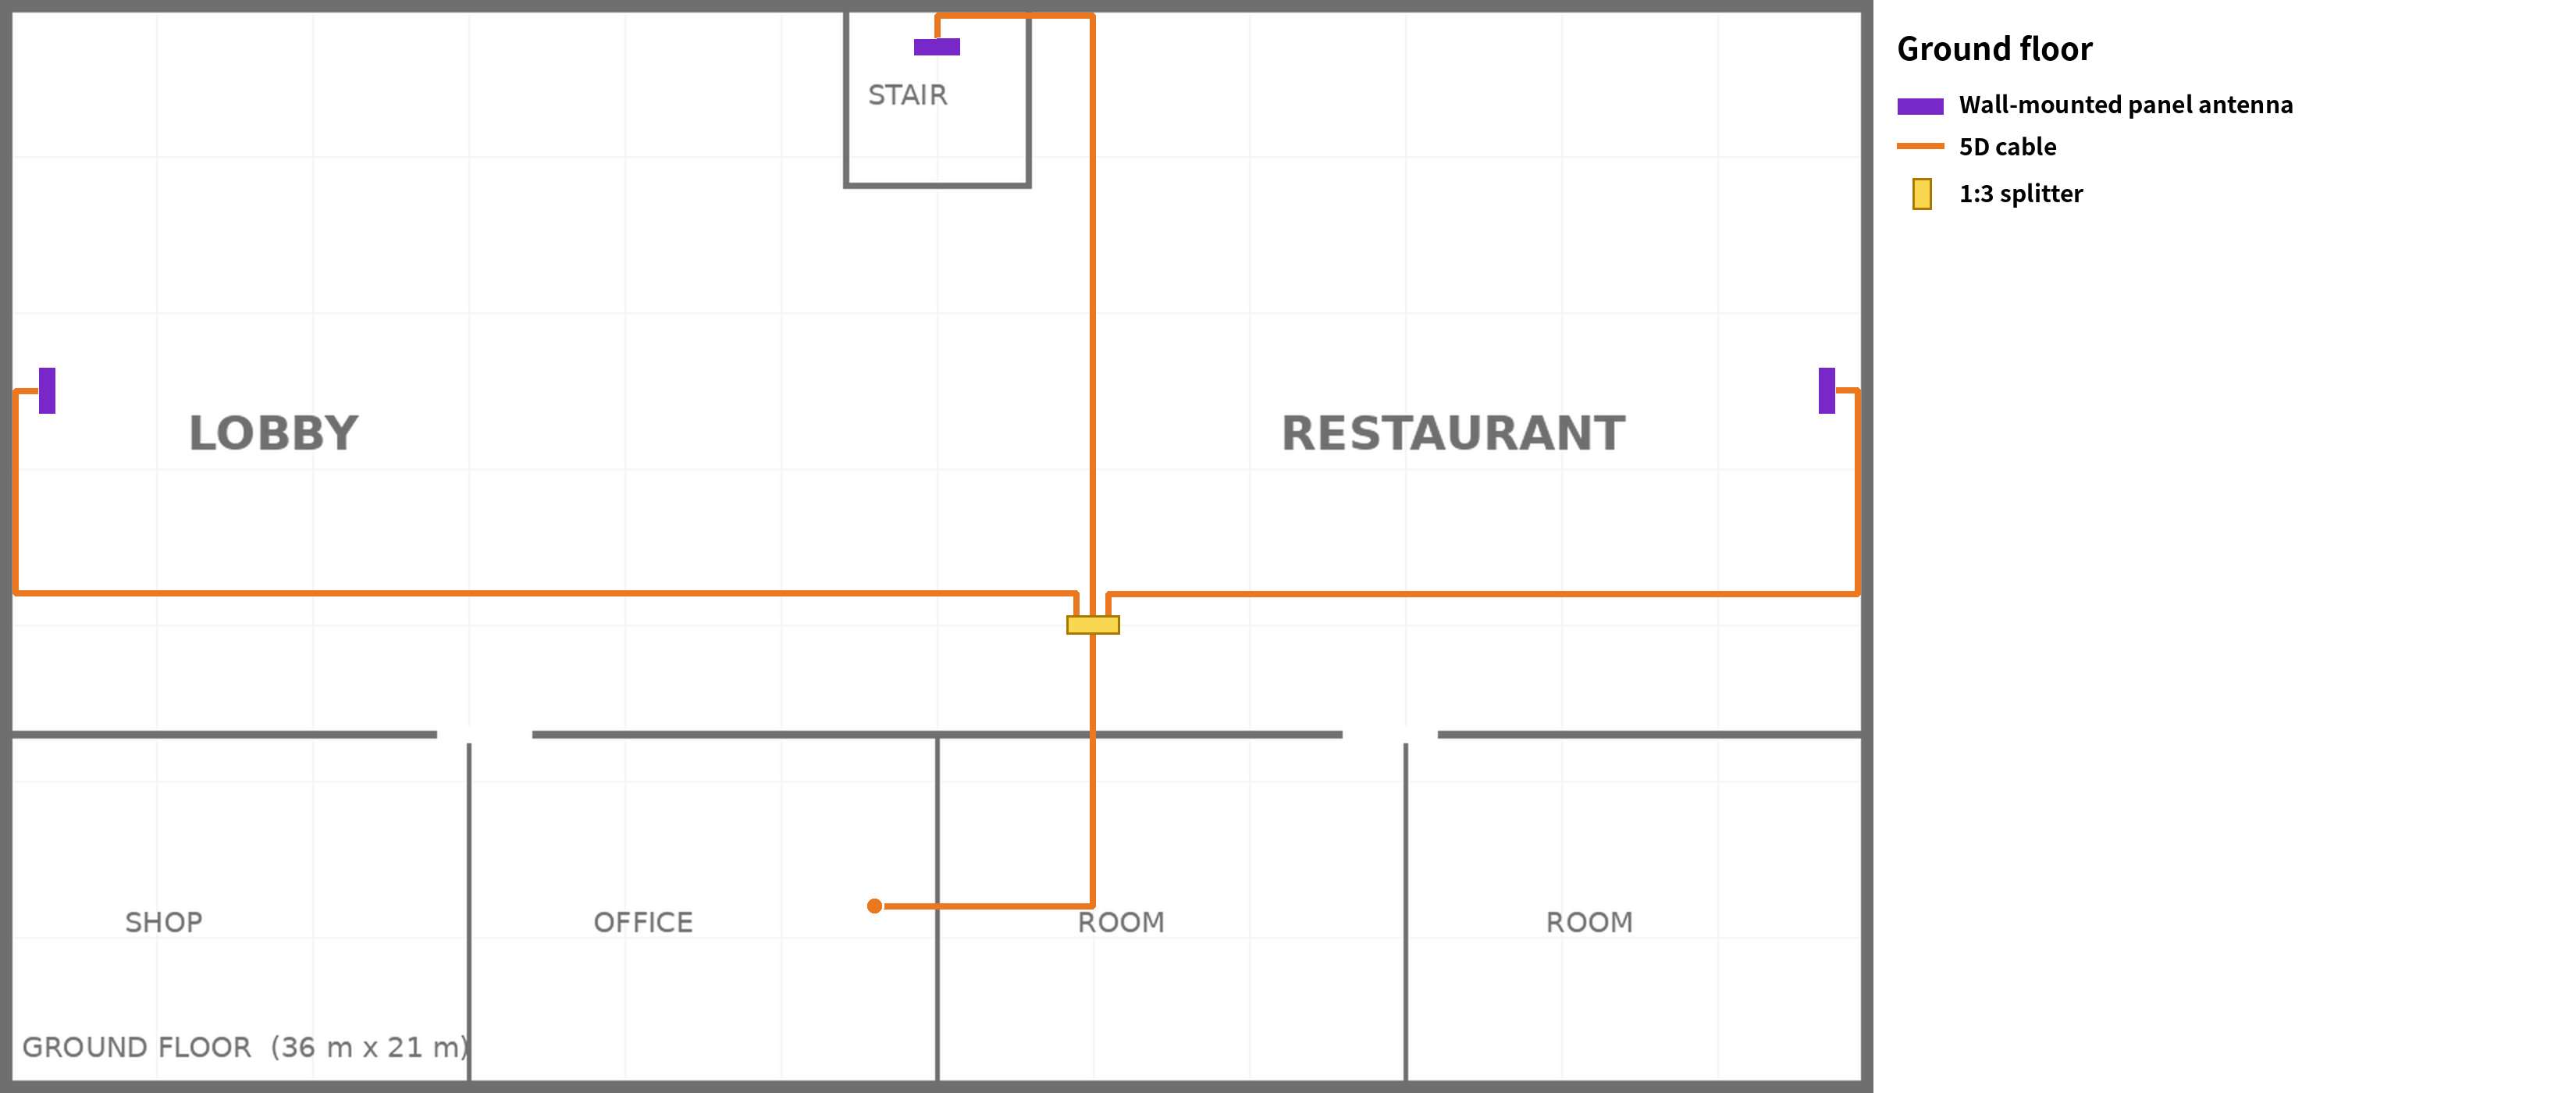 Ground floor
Wall-mounted panel antenna
5D cable
1:3 splitter
STAIR
LOBBY
RESTAURANT
SHOP
OFFICE
ROOM
ROOM
GROUND FLOOR (36 m x 21 m)